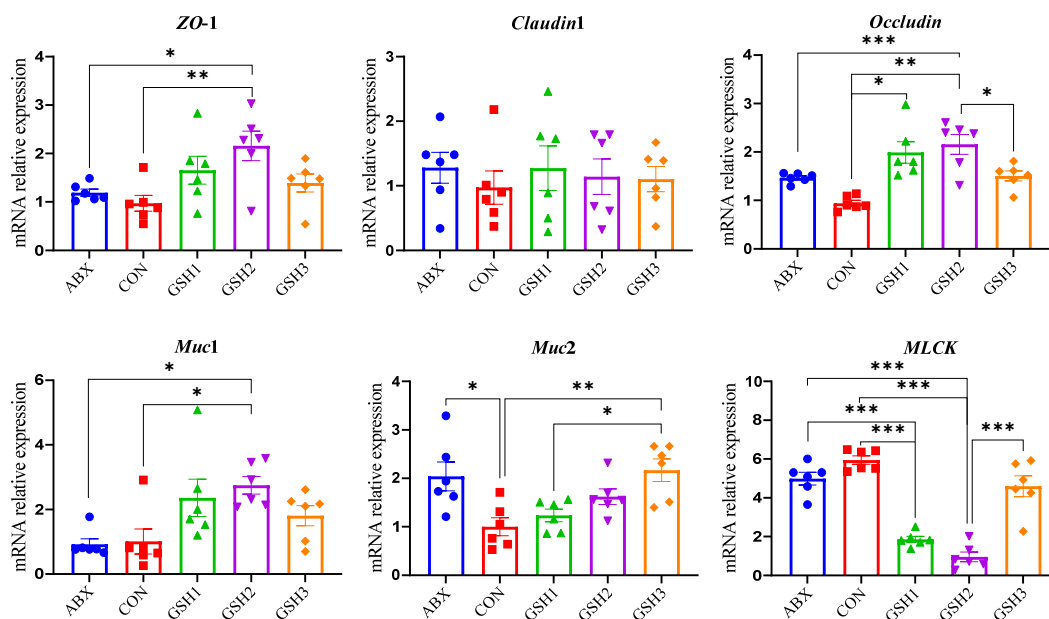 ZO-1
mRNA relative expression
4
3
2
1
0
*
**
ABX
CON
GSH1
GSH2
GSH3
Claudin1
mRNA relative expression
3
2
1
0
ABX
CON
GSH1
GSH2
GSH3
Occludin
mRNA relative expression
4
3
2
1
0
***
**
*
*
ABX
CON
GSH1
GSH2
GSH3
Muc1
mRNA relative expression
6
4
2
0
*
*
ABX
CON
GSH1
GSH2
GSH3
Muc2
mRNA relative expression
4
3
2
1
0
*
**
*
ABX
CON
GSH1
GSH2
GSH3
MLCK
mRNA relative expression
10
8
6
4
2
0
***
***
***
***
***
ABX
CON
GSH1
GSH2
GSH3